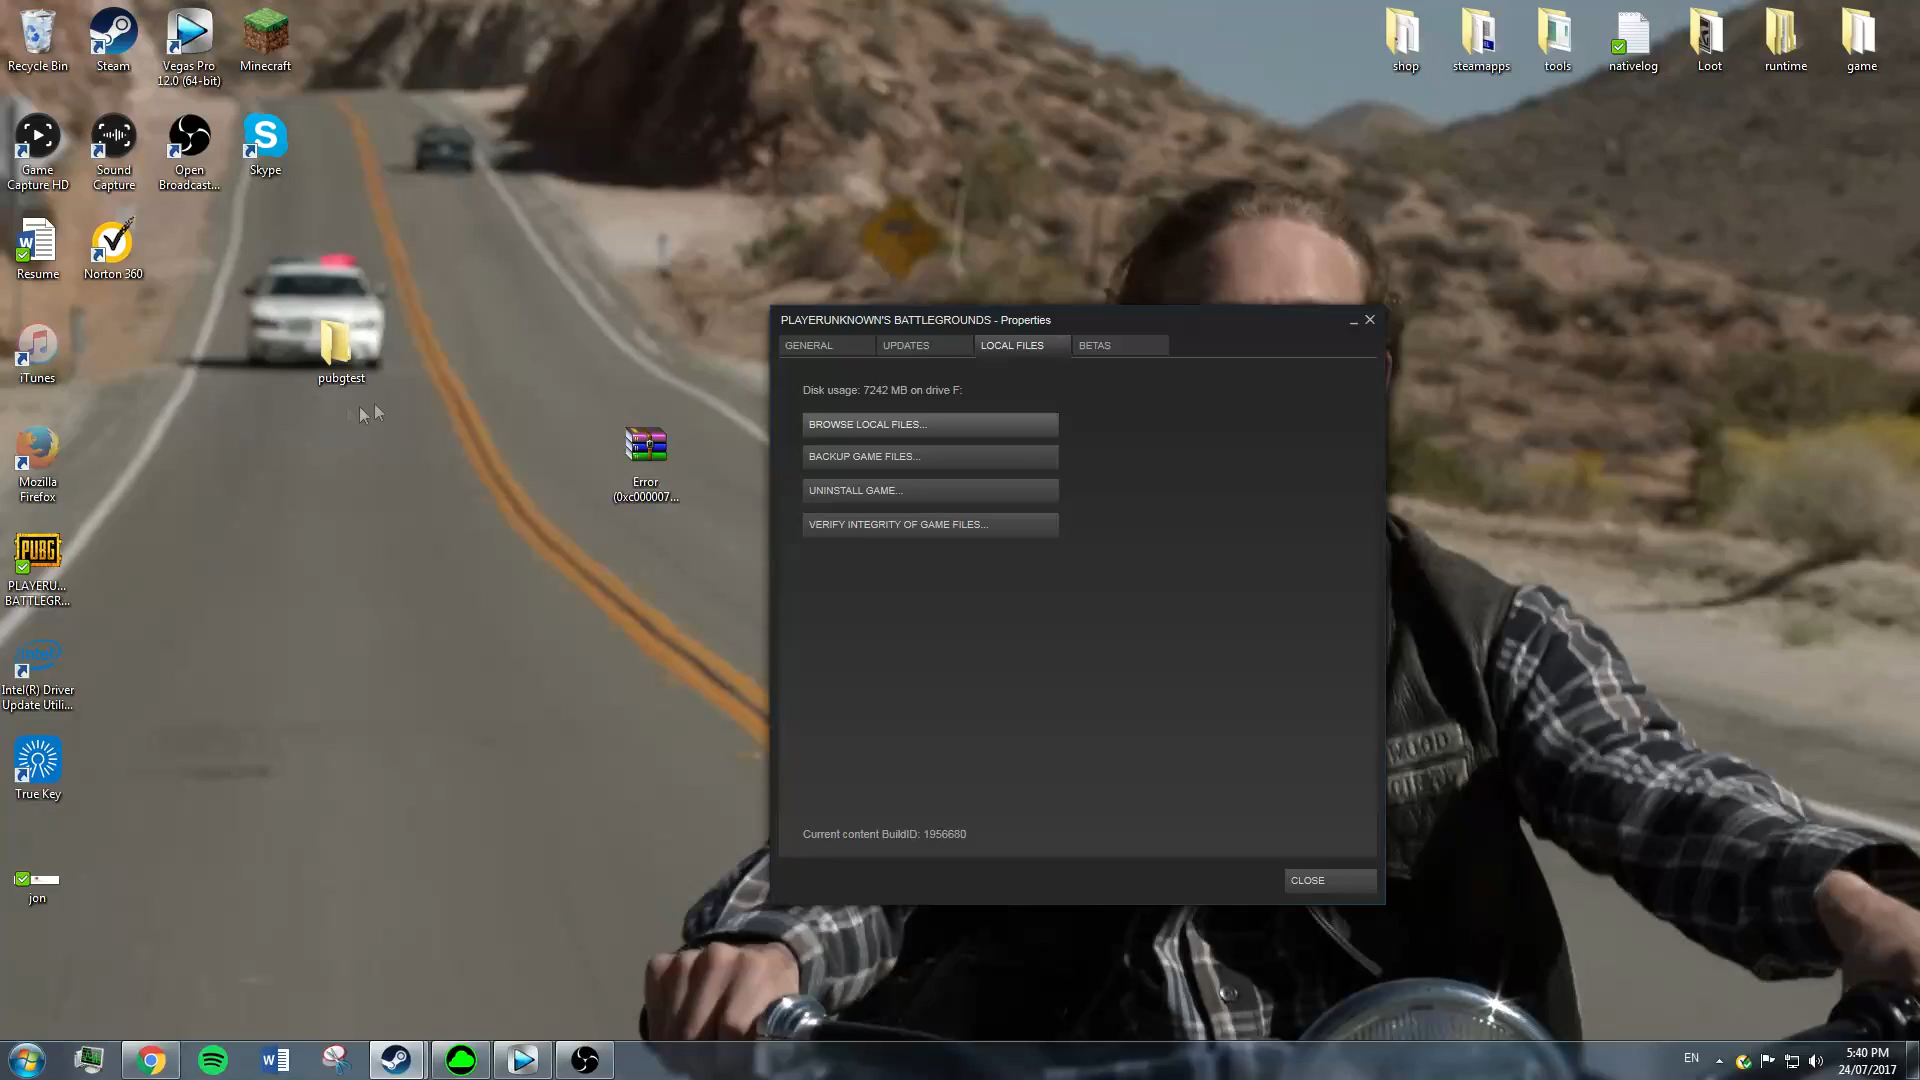 Recycle Bin
Steam
Vegas Pro
12.0 (64-bit)
Minecraft
shop
steamapps
tools
nativelog
Loot
runtime
game
Game
Capture HD
Sound
Capture
Open
Broadcast...
Skype
Resume
Norton 360
iTunes
pubgtest
Mozilla
Firefox
Error
(0xc000007...
PUBG
PLAYERU...
BATTLEGR...
intel
Intel(R) Driver
Update Utili...
True Key
jon
PLAYERUNKNOWN'S BATTLEGROUNDS - Properties
GENERAL
UPDATES
LOCAL FILES
BETAS
Disk usage: 7242 MB on drive F:
BROWSE LOCAL FILES...
BACKUP GAME FILES...
UNINSTALL GAME...
VERIFY INTEGRITY OF GAME FILES...
Current content BuildID: 1956680
CLOSE
EN
5:40 PM
24/07/2017